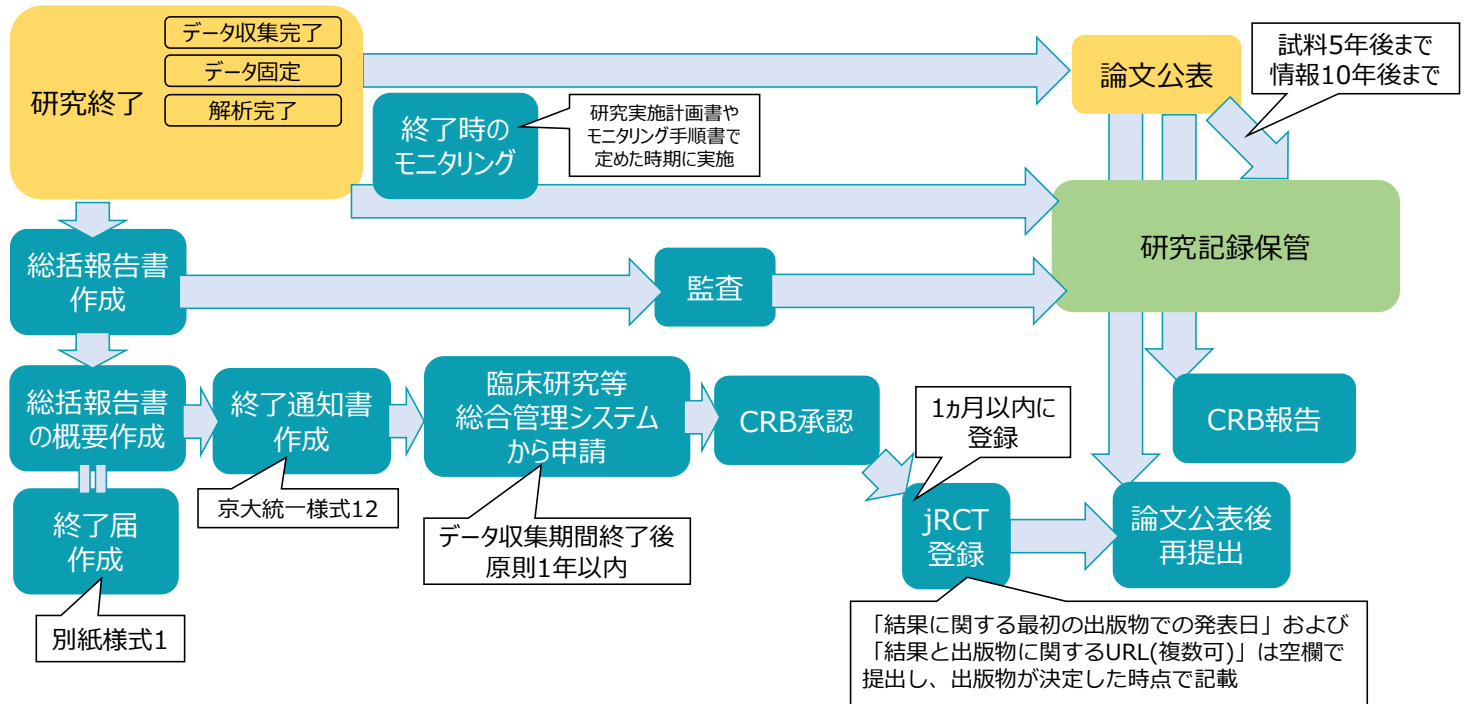 研究終了
データ収集完了
データ固定
解析完了
終了時の
モニタリング
研究実施計画書や
モニタリング手順書で
定めた時期に実施
論文公表
試料5年後まで
情報10年後まで
研究記録保管
総括報告書
作成
監査
総括報告書
の概要作成
終了通知書
作成
京大統一様式12
臨床研究等
総合管理システム
から申請
データ収集期間終了後
原則1年以内
CRB承認
1ヵ月以内に
登録
CRB報告
終了届
作成
別紙様式1
jRCT
登録
論文公表後
再提出
「結果に関する最初の出版物での発表日」および
「結果と出版物に関するURL(複数可)」は空欄で
提出し、出版物が決定した時点で記載